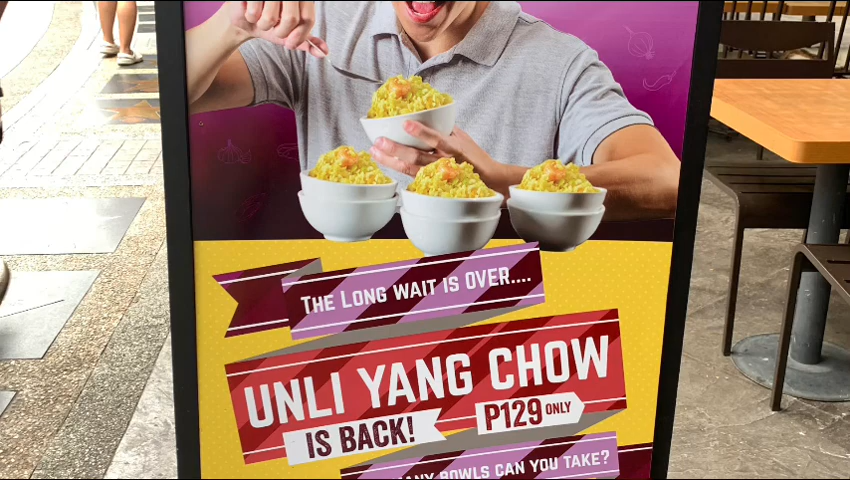 THE LONG WAIT IS OVER....
UNLI YANG CHOW
IS BACK!
P129 ONLY
BOWLS CAN YOU TAKE?